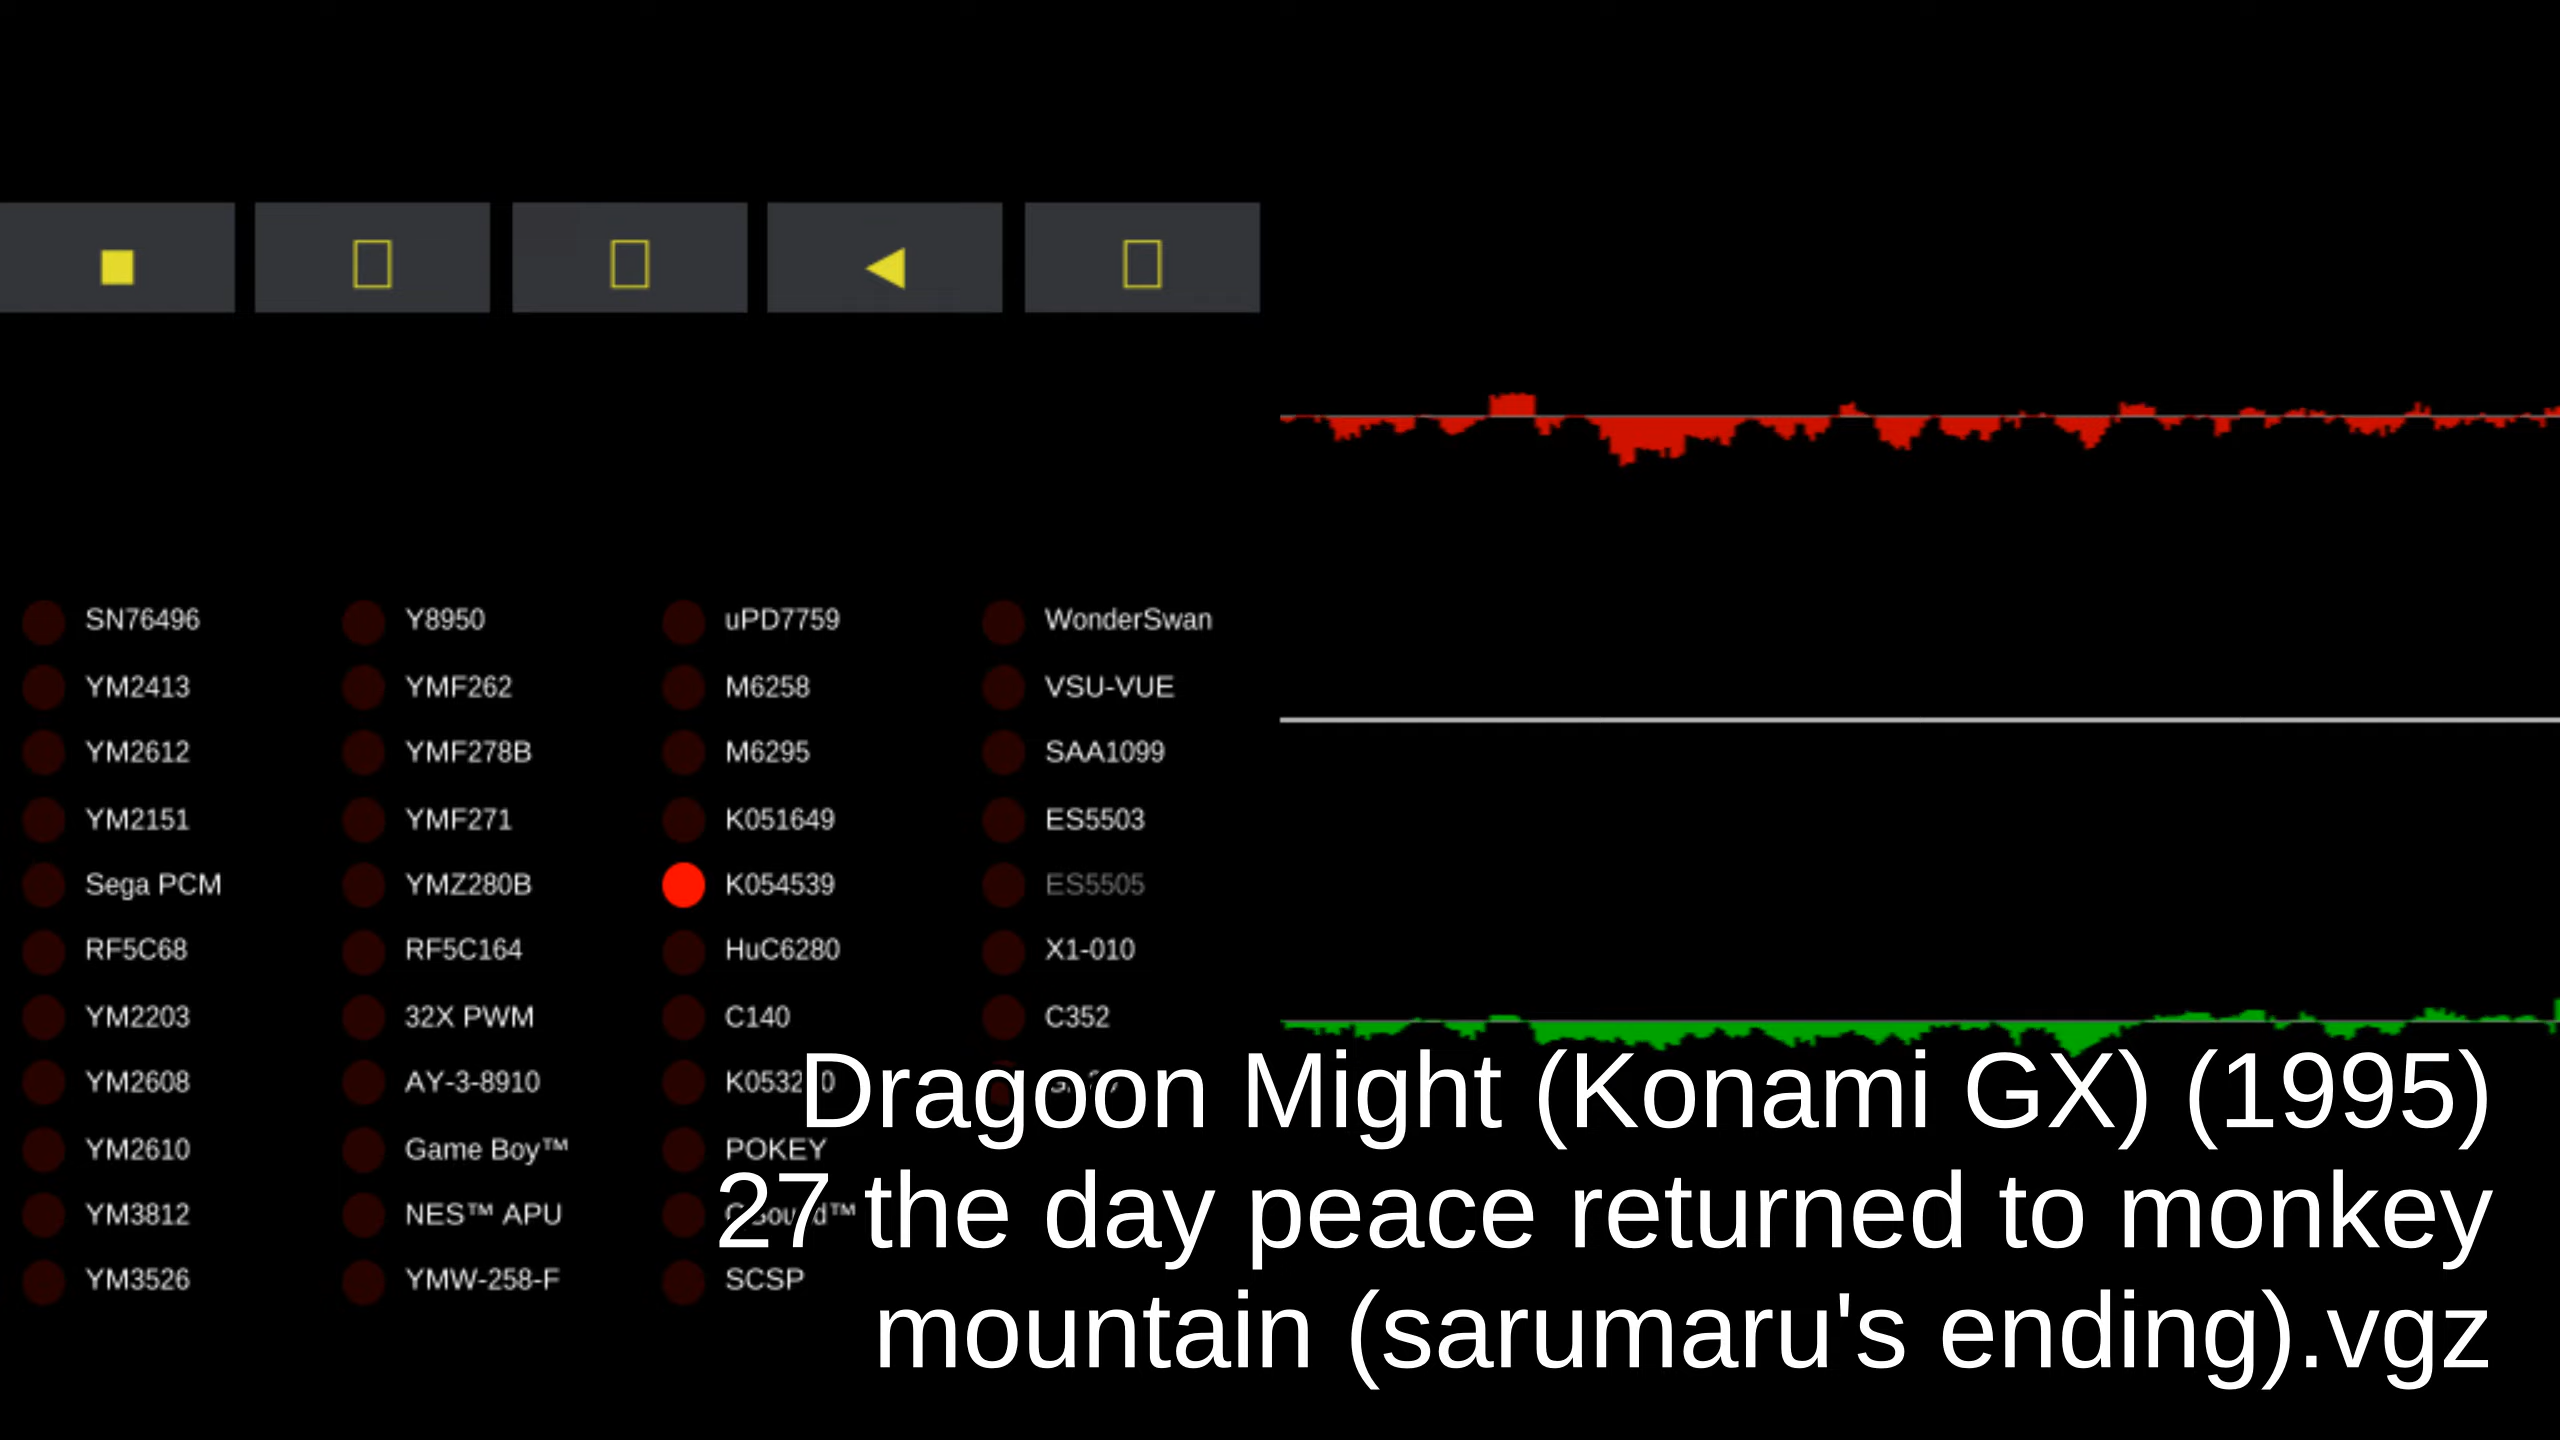 SN76496
YM2413
YM2612
YM2151
Sega PCM
RF5C68
YM2203
YM2608
YM2610
YM3812
YM3526
Y8950
YMF262
YMF278B
YMF271
YMZ280B
RF5C164
32X PWM
AY-3-8910
Game Boy™
NES™ APU
YMW-258-F
uPD7759
M6258
M6295
K051649
K054539
HuC6280
C140
POKEY
SCSP
WonderSwan
VSU-VUE
SAA1099
ES5503
ES5505
X1-010
C352
Dragoon Might (Konami GX) (1995)
27 the day peace returned to monkey
mountain (sarumaru's ending).vgz